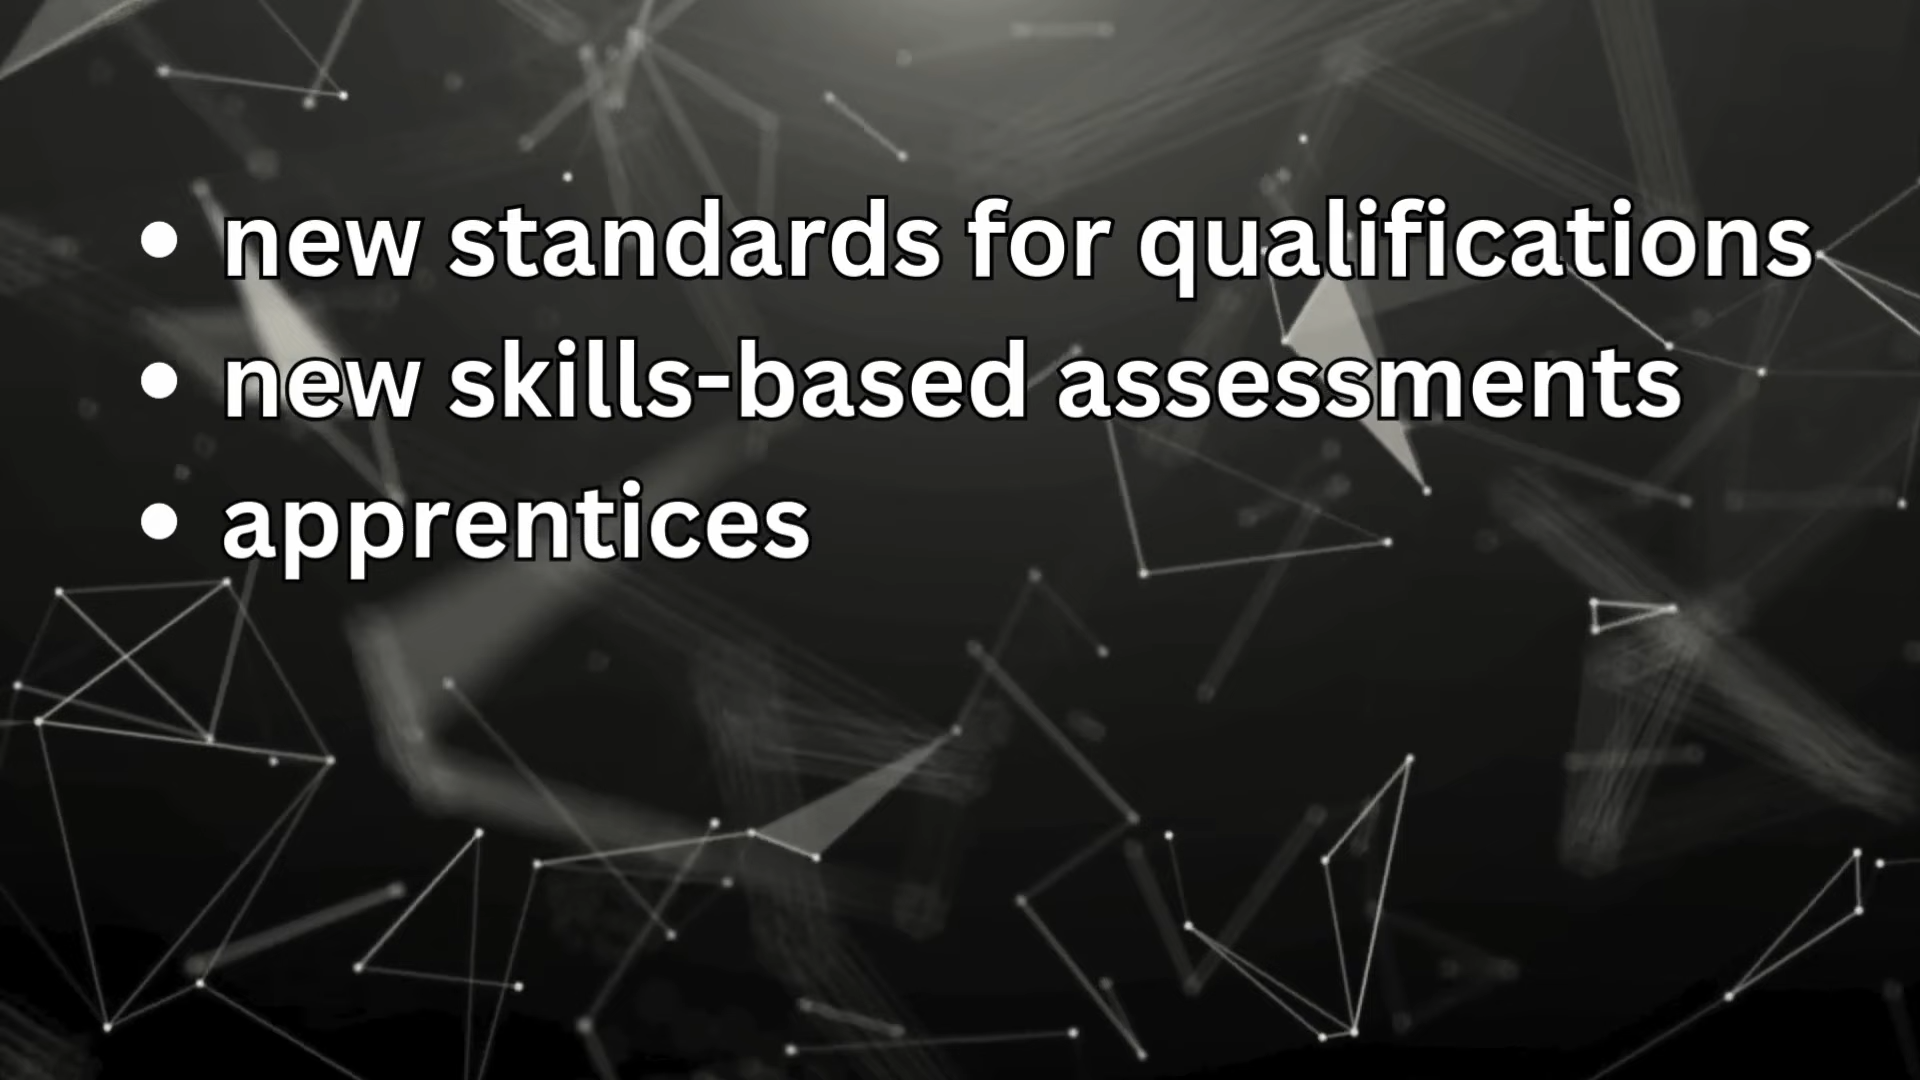 • new standards for qualifications
• new skills-based assessments
• apprentices